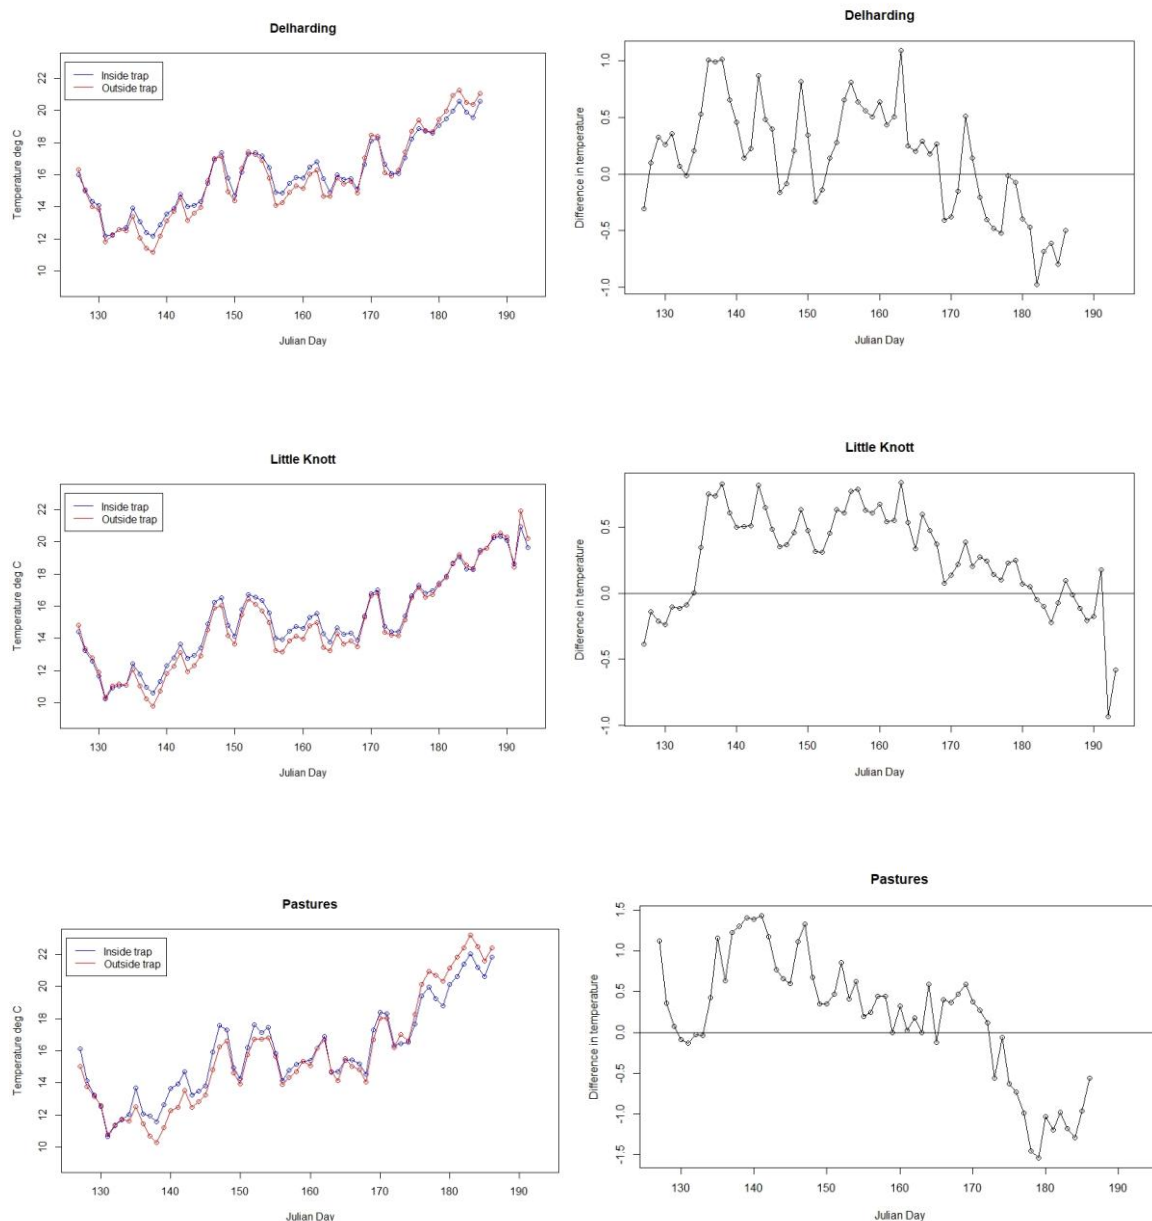 Delharding
Inside trap
Outside trap
Temperature deg C
22
20
18
16
14
12
10
130 140 150 160 170 180 190
Julian Day
Delharding
Difference in temperature
1.0
0.5
0.0
-0.5
-1.0
130 140 150 160 170 180 190
Julian Day
Little Knott
Inside trap
Outside trap
Temperature deg C
22
20
18
16
14
12
10
130 140 150 160 170 180 190
Julian Day
Little Knott
Difference in temperature
0.5
0.0
-0.5
-1.0
130 140 150 160 170 180 190
Julian Day
Pastures
Inside trap
Outside trap
Temperature deg C
22
20
18
16
14
12
10
130 140 150 160 170 180 190
Julian Day
Pastures
Difference in temperature
1.5
1.0
0.5
0.0
-0.5
-1.0
-1.5
130 140 150 160 170 180 190
Julian Day